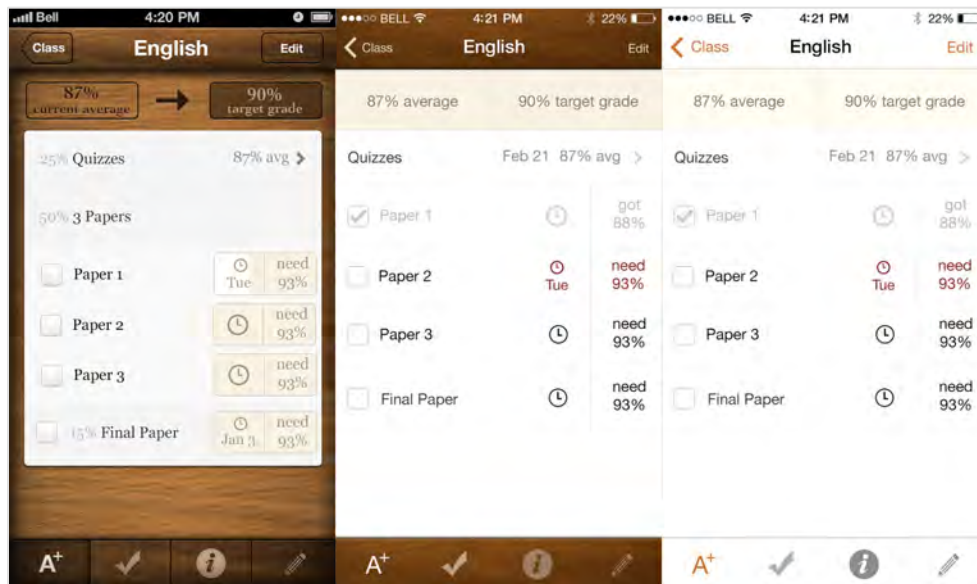 Bell 4:20 PM
Class English Edit
87% current average
90% target grade
25% Quizzes 87% avg
50% 3 Papers
Paper 1 Tue need 93%
Paper 2 need 93%
Paper 3 need 93%
15% Final Paper Jan 3 need 93%
A+
BELL 4:21 PM 22%
Class English Edit
87% average 90% target grade
Quizzes Feb 21 87% avg
Paper 1 got 88%
Paper 2 Tue need 93%
Paper 3 need 93%
Final Paper need 93%
A+
BELL 4:21 PM 22%
Class English Edit
87% average 90% target grade
Quizzes Feb 21 87% avg
Paper 1 got 88%
Paper 2 Tue need 93%
Paper 3 need 93%
Final Paper need 93%
A+